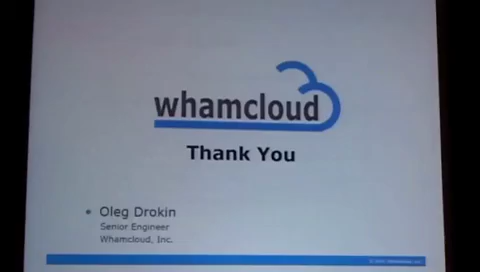 whamcloud
Thank You
• Oleg Drokin
Senior Engineer
Whamcloud, Inc.